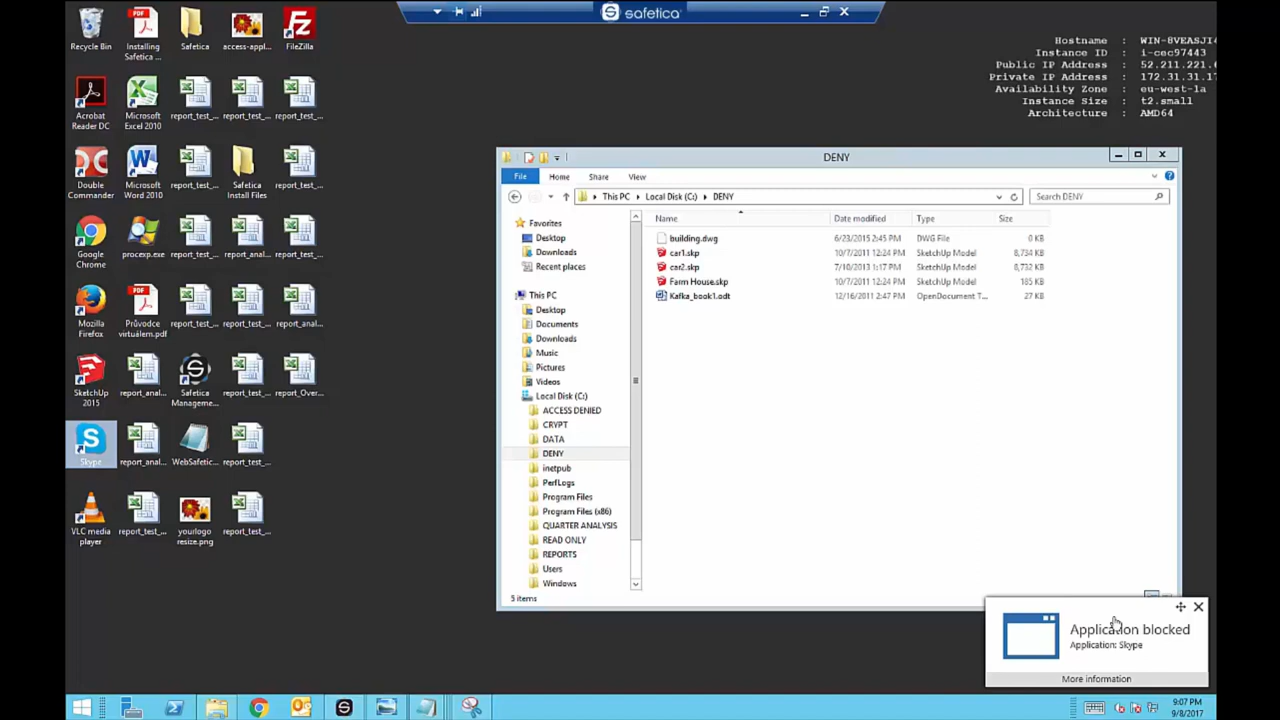 safetica
Hostname : WIN-8VEASJI4
Instance ID : i-cec97443
Public IP Address : 52.211.221.
Private IP Address : 172.31.31.1
Availability Zone : eu-west-1a
Instance Size : t2.small
Architecture : AMD64
Recycle Bin
Installing Safetica ...
Safetica
access-appl...
FileZilla
Acrobat Reader DC
Microsoft Excel 2010
report_test_...
report_test_...
report_test_...
Double Commander
Microsoft Word 2010
report_test_...
Safetica Install Files
report_test_...
Google Chrome
procexp.exe
report_test_...
report_anal...
report_test_...
Mozilla Firefox
Průvodce virtuálem.pdf
report_test_...
report_test_...
report_anal...
SketchUp 2015
report_anal...
Safetica Manageme...
report_test_...
report_Over...
Skype
report_anal...
WebSafetic...
report_test_...
VLC media player
report_test_...
yourlogo resize.png
report_test_...
DENY
File Home Share View
This PC Local Disk (C:) DENY
Search DENY
Name Date modified Type Size
building.dwg 6/23/2015 2:45 PM DWG File 0 KB
car1.skp 10/7/2011 12:24 PM SketchUp Model 8,734 KB
car2.skp 7/10/2013 1:17 PM SketchUp Model 8,732 KB
Farm House.skp 10/7/2011 12:24 PM SketchUp Model 185 KB
Kafka_book1.odt 12/16/2011 2:47 PM OpenDocument T... 27 KB
Favorites
Desktop
Downloads
Recent places
This PC
Desktop
Documents
Downloads
Music
Pictures
Videos
Local Disk (C:)
ACCESS DENIED
CRYPT
DATA
DENY
inetpub
PerfLogs
Program Files
Program Files (x86)
QUARTER ANALYSIS
READ ONLY
REPORTS
Users
Windows
5 items
Application blocked
Application: Skype
More information
9:07 PM
9/8/2017